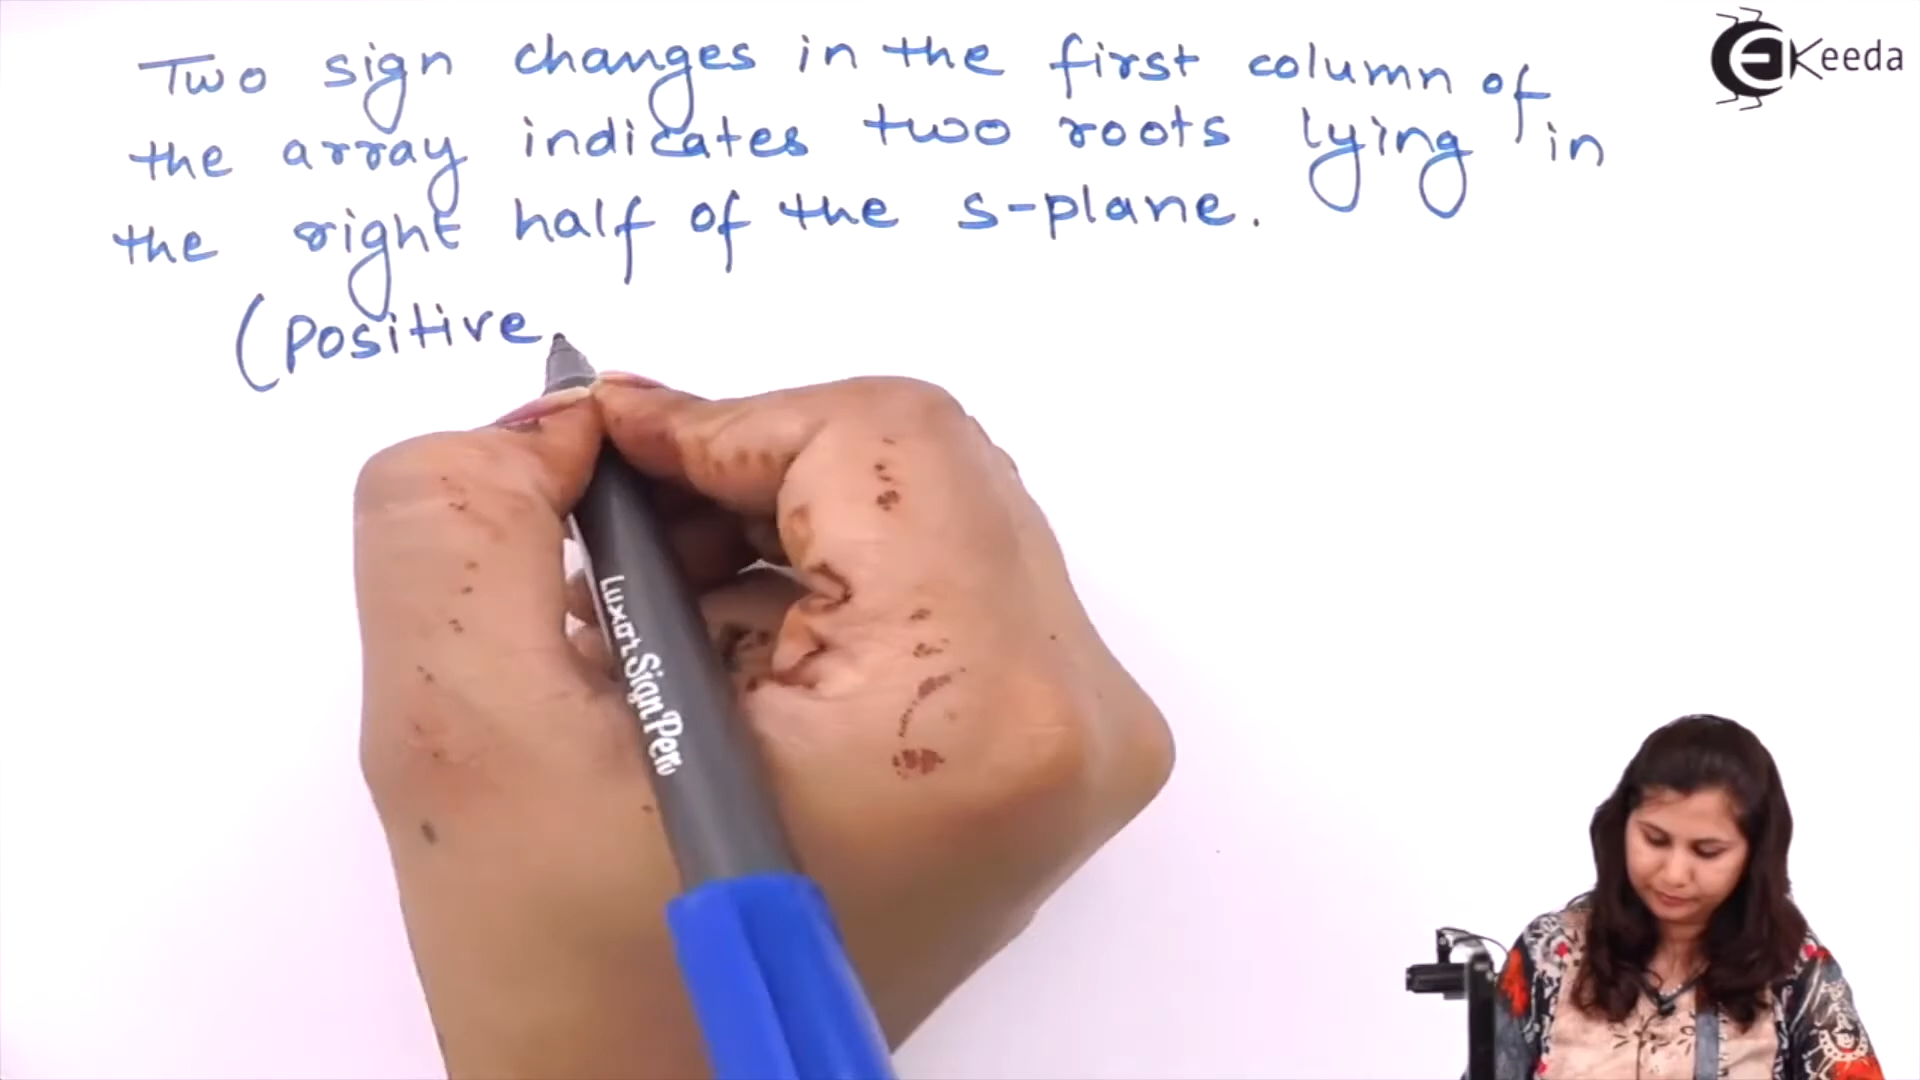 Two sign changes in the first column of
the array indicates two roots lying in
the right half of the s-plane.
(positive
Luxor Sign Pen
EKeeda